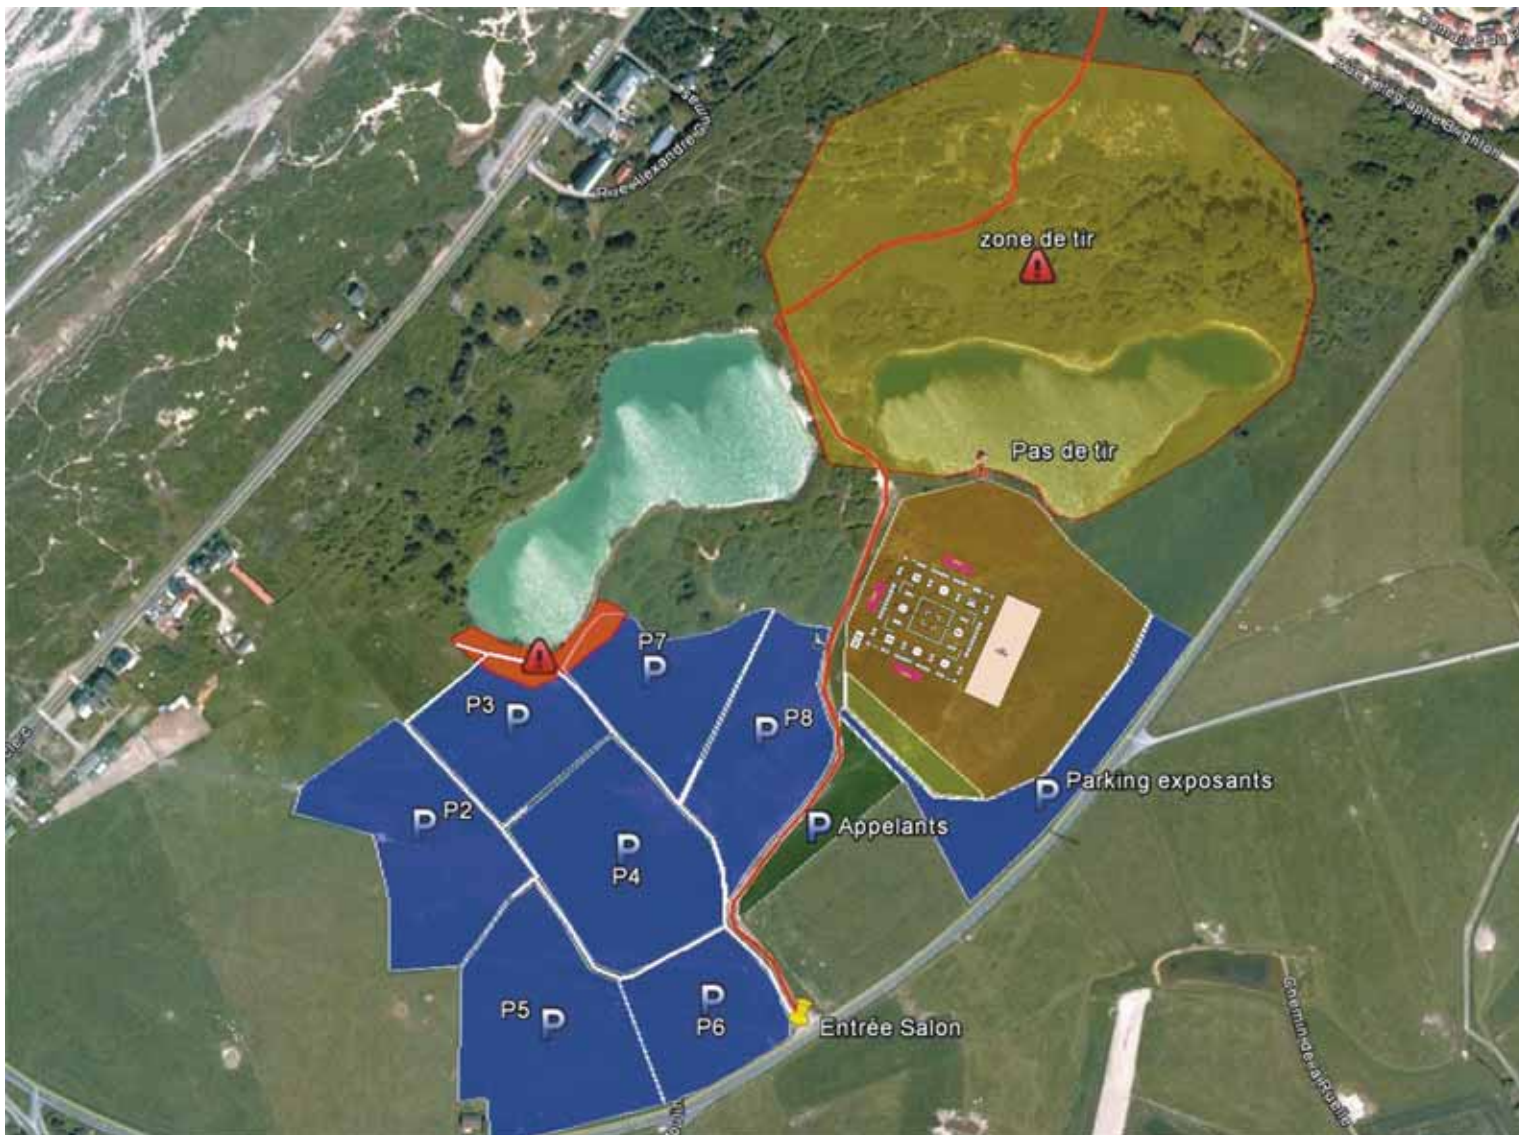 Rue Alexandre
zone de tir
Pas de tir
P7
P
P3
P
P
P8
P
P2
P
Parking exposants
P
Appelants
P
P4
P5
P
P
P6
Entrée Salon
Chemin de la Ruelle